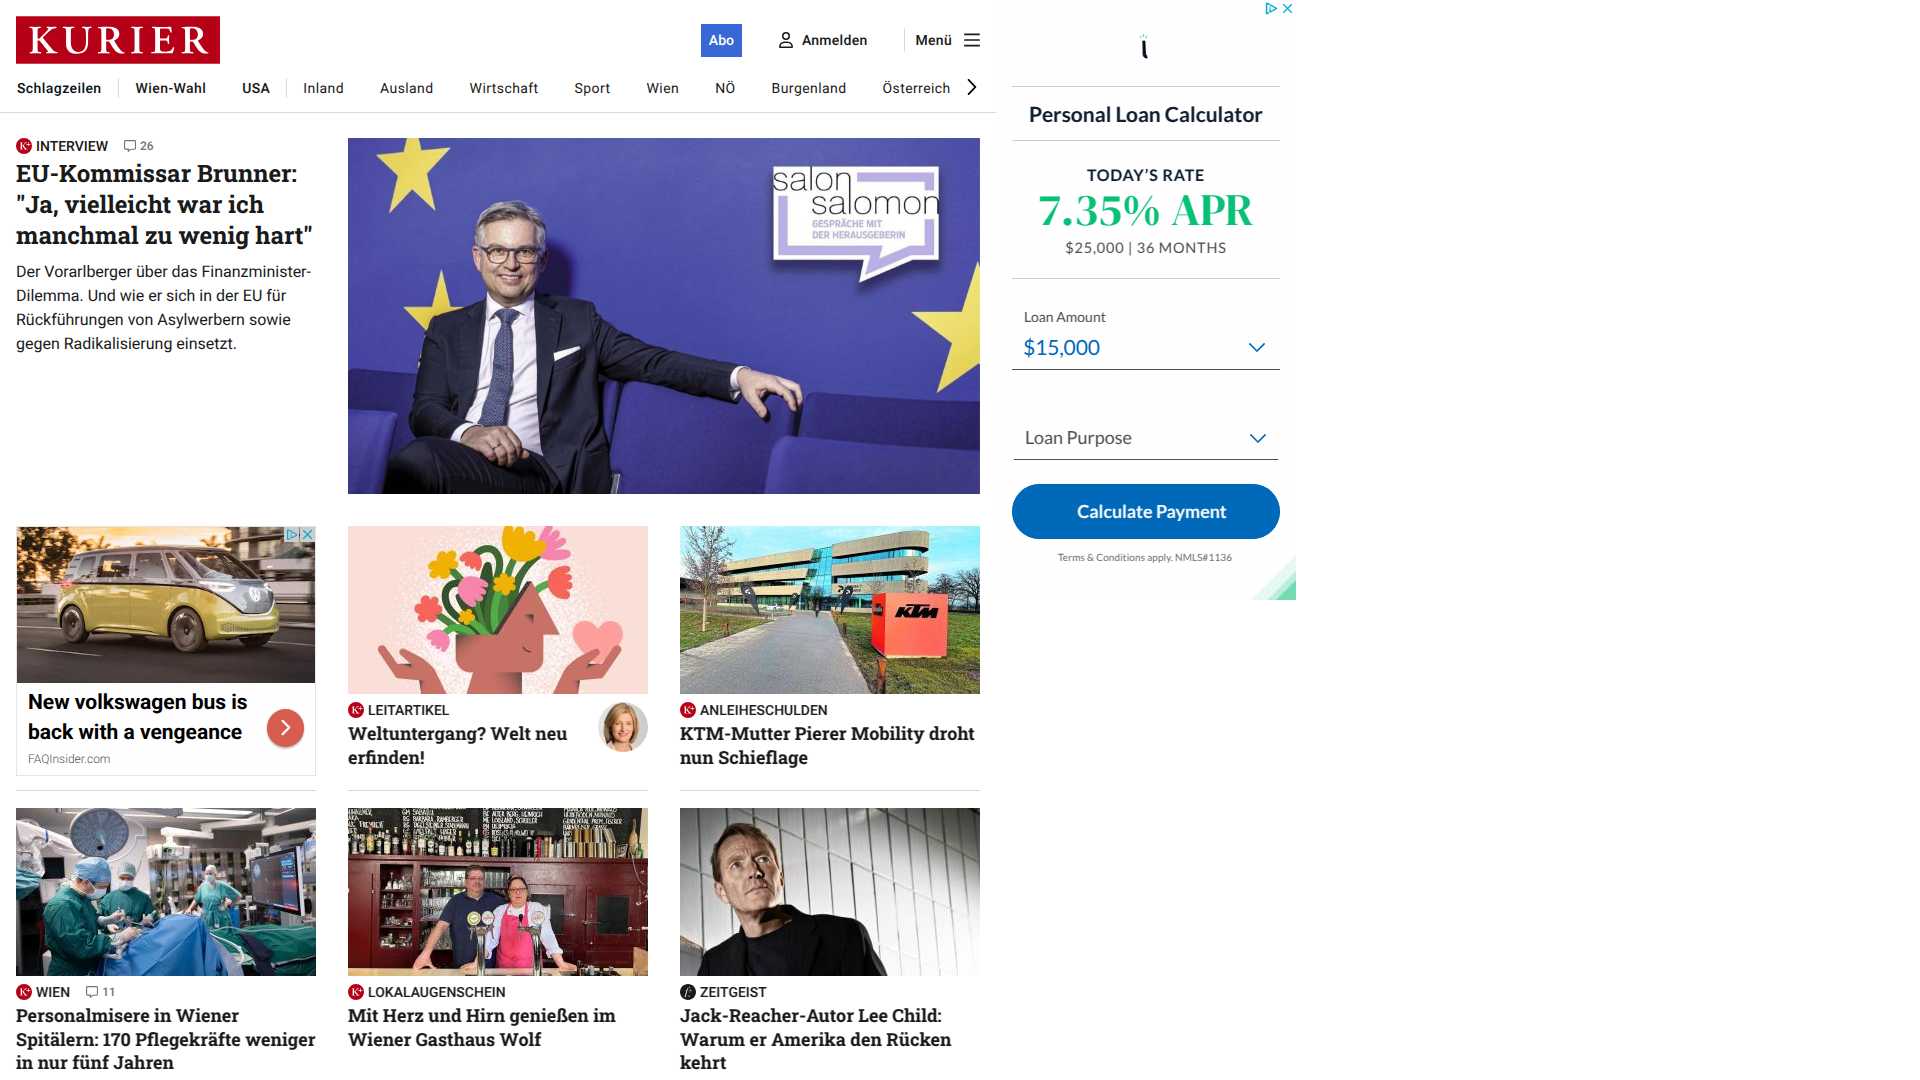 KURIER
Abo
Anmelden
Menü
Schlagzeilen
Wien-Wahl
USA
Inland
Ausland
Wirtschaft
Sport
Wien
NÖ
Burgenland
Österreich
INTERVIEW 26
EU-Kommissar Brunner:
"Ja, vielleicht war ich
manchmal zu wenig hart"
Der Vorarlberger über das Finanzminister-
Dilemma. Und wie er sich in der EU für
Rückführungen von Asylwerbern sowie
gegen Radikalisierung einsetzt.
salon
salomon
GESPRÄCHE MIT
DER HERAUSGEBERIN
Personal Loan Calculator
TODAY'S RATE
7.35% APR
$25,000 | 36 MONTHS
Loan Amount
$15,000
Loan Purpose
Calculate Payment
Terms & Conditions apply. NMLS#1136
New volkswagen bus is
back with a vengeance
FAQInsider.com
K+ LEITARTIKEL
Weltuntergang? Welt neu
erfinden!
KTM
K+ ANLEIHESCHULDEN
KTM-Mutter Pierer Mobility droht
nun Schieflage
K+ WIEN 11
Personalmisere in Wiener
Spitälern: 170 Pflegekräfte weniger
in nur fünf Jahren
K+ LOKALAUGENSCHEIN
Mit Herz und Hirn genießen im
Wiener Gasthaus Wolf
ZEITGEIST
Jack-Reacher-Autor Lee Child:
Warum er Amerika den Rücken
kehrt